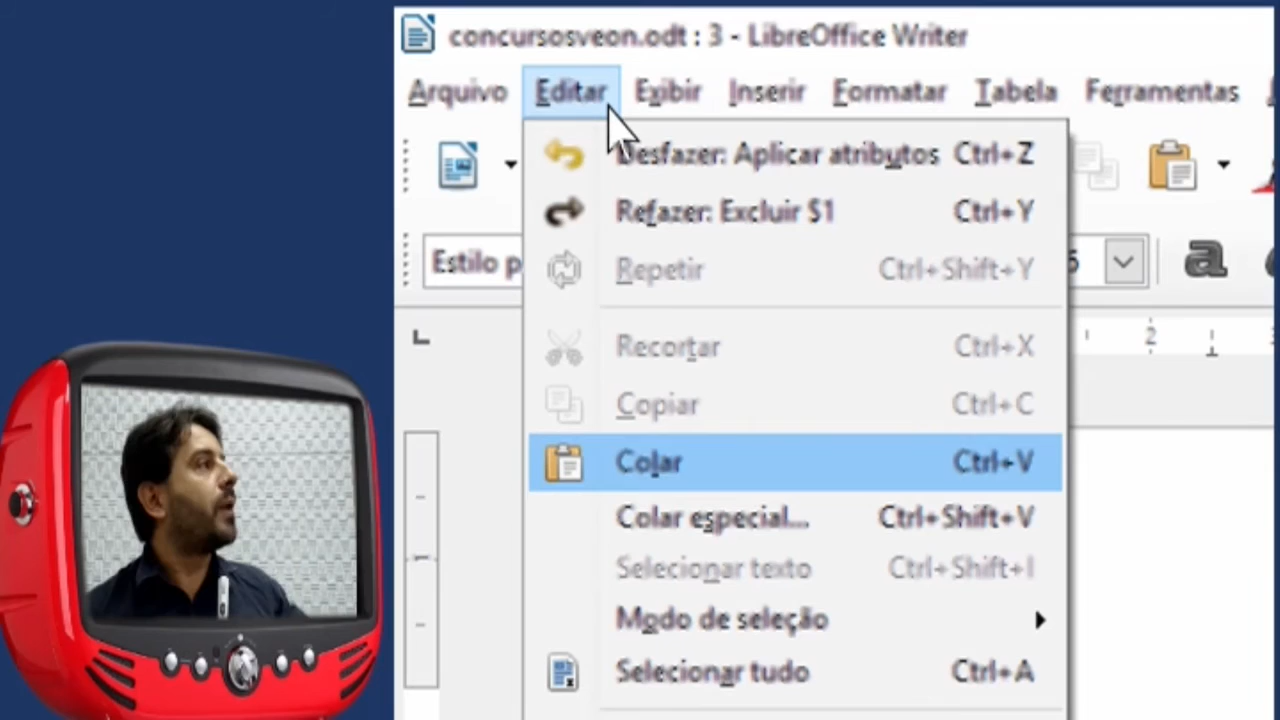 concursosveon.odt : 3 - LibreOffice Writer
Arquivo Editar Exibir Inserir Formatar Tabela Ferramentas
Desfazer: Aplicar atributos Ctrl+Z
Refazer: Excluir $1 Ctrl+Y
Estilo p
Repetir Ctrl+Shift+Y
a
2
Recortar Ctrl+X
Copiar Ctrl+C
Colar Ctrl+V
Colar especial... Ctrl+Shift+V
Selecionar texto Ctrl+Shift+I
Modo de seleção
Selecionar tudo Ctrl+A